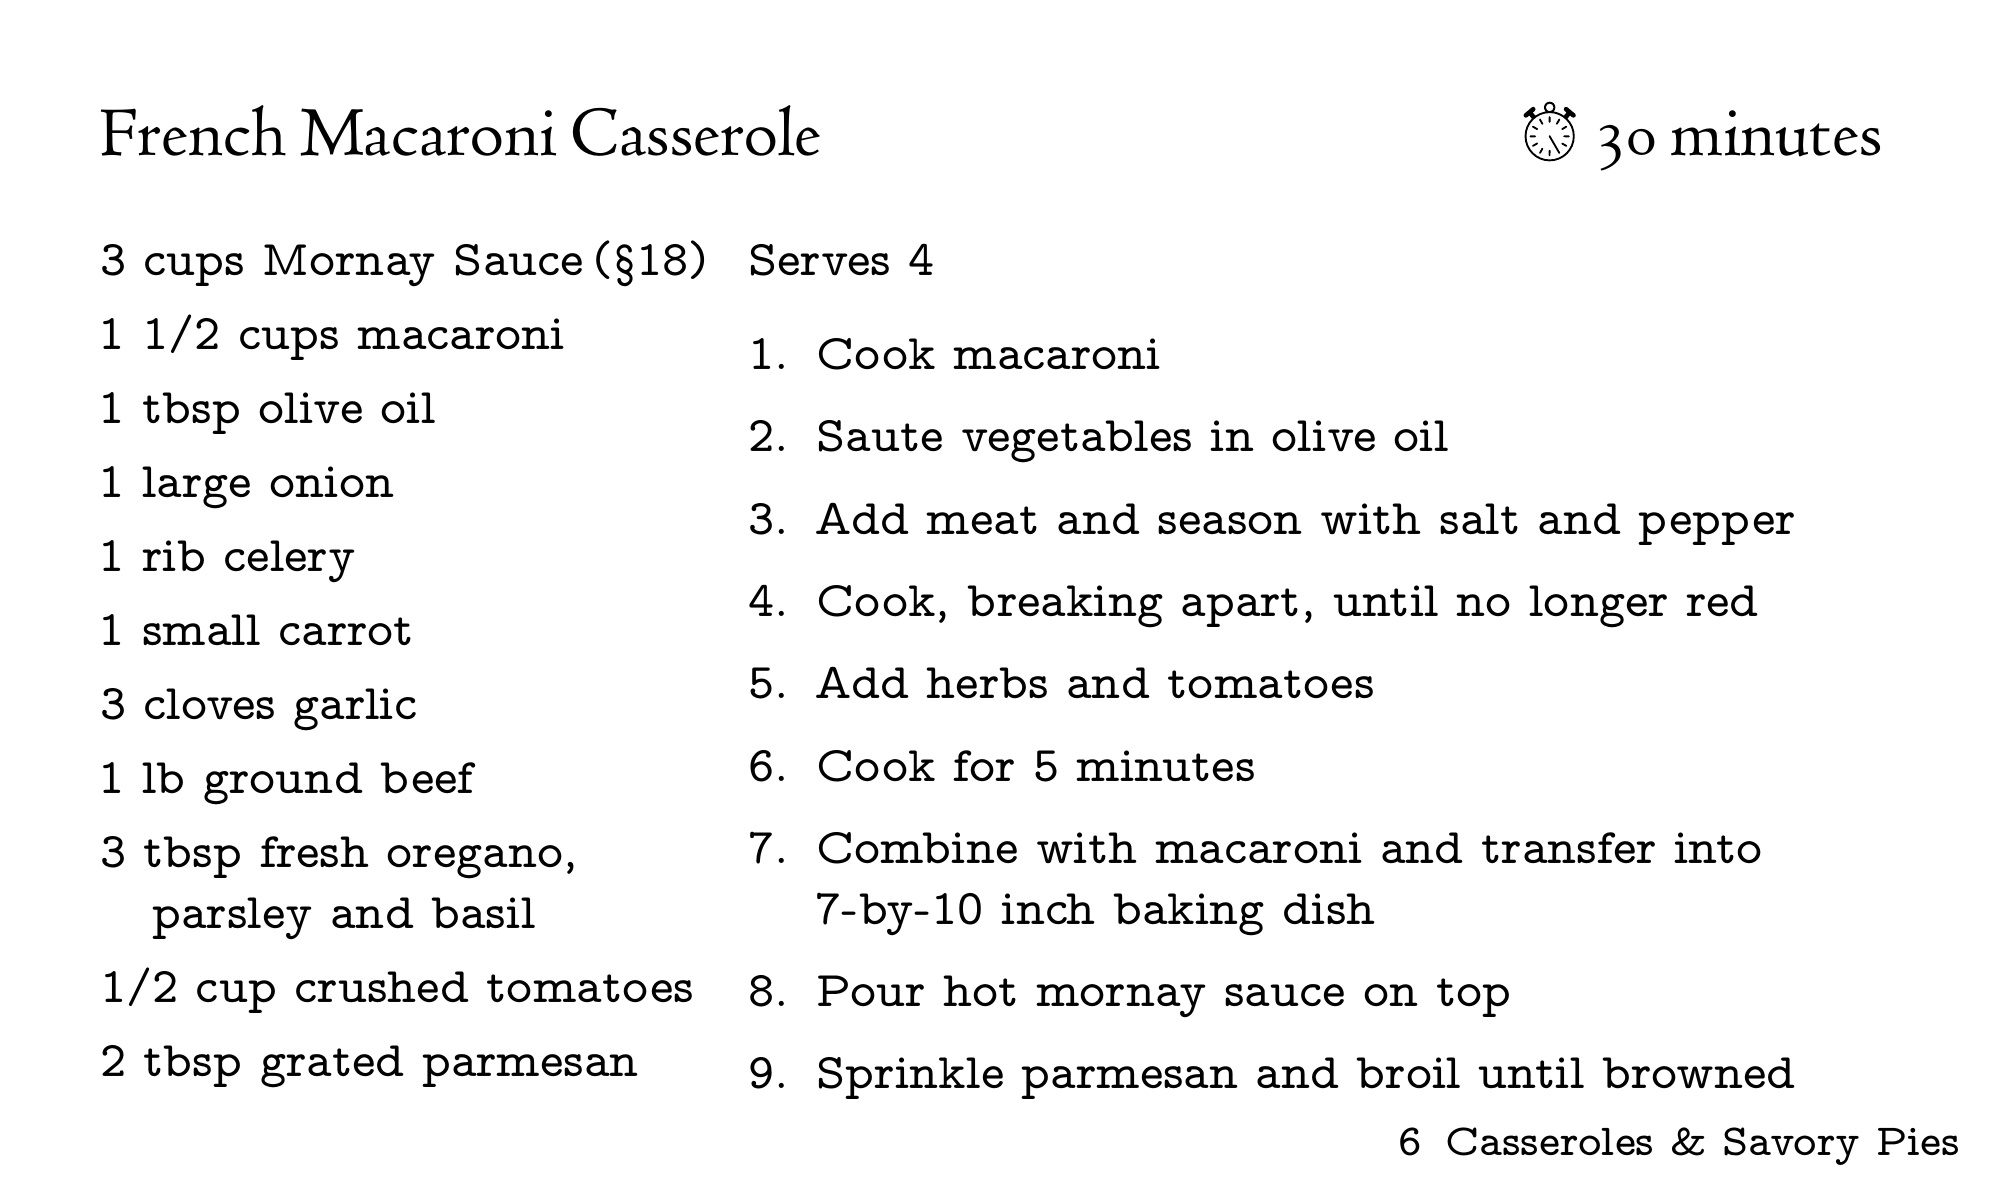 French Macaroni Casserole
30 minutes
3 cups Mornay Sauce (§18)
1 1/2 cups macaroni
1 tbsp olive oil
1 large onion
1 rib celery
1 small carrot
3 cloves garlic
1 lb ground beef
3 tbsp fresh oregano,
parsley and basil
1/2 cup crushed tomatoes
2 tbsp grated parmesan
Serves 4
1. Cook macaroni
2. Saute vegetables in olive oil
3. Add meat and season with salt and pepper
4. Cook, breaking apart, until no longer red
5. Add herbs and tomatoes
6. Cook for 5 minutes
7. Combine with macaroni and transfer into
7-by-10 inch baking dish
8. Pour hot mornay sauce on top
9. Sprinkle parmesan and broil until browned
6 Casseroles & Savory Pies